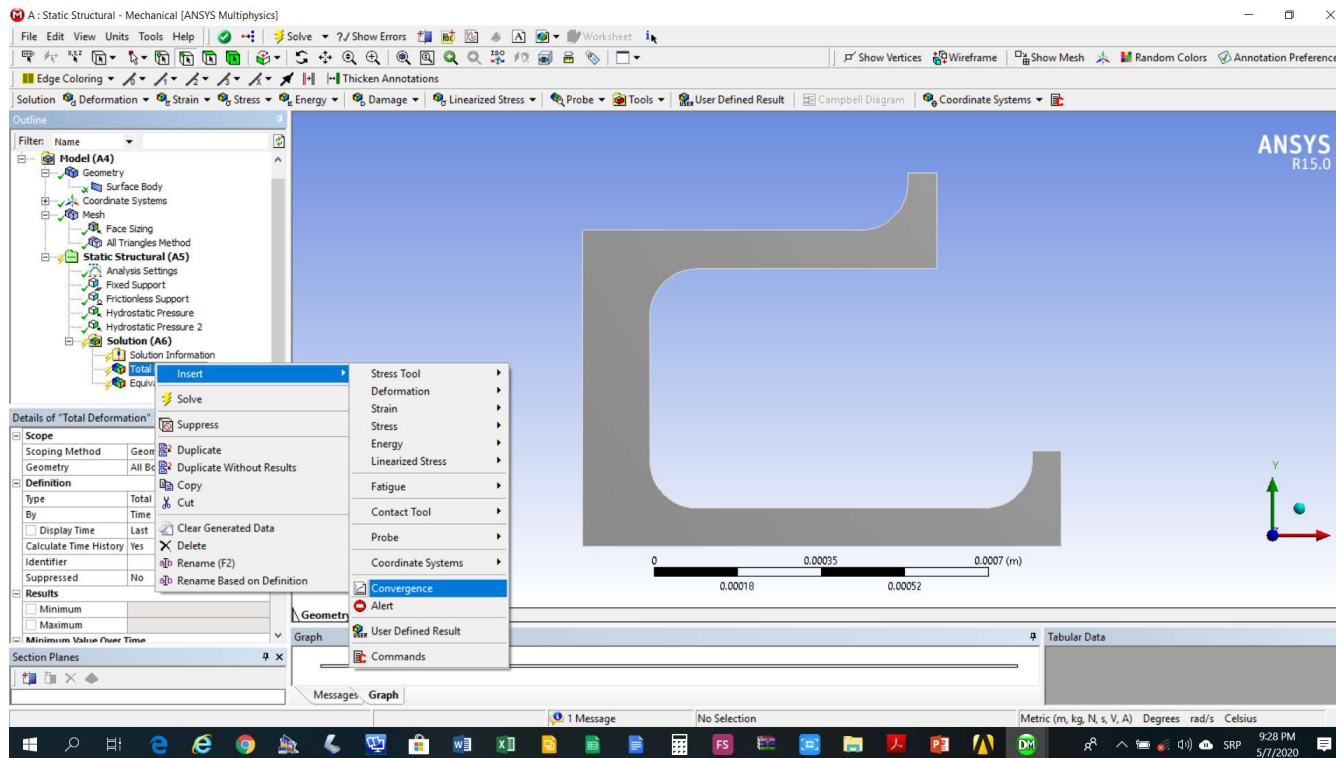 A : Static Structural - Mechanical [ANSYS Multiphysics]
File Edit View Units Tools Help Solve ?/ Show Errors Worksheet
Show Vertices Wireframe Show Mesh Random Colors Annotation Preference
Edge Coloring Thicken Annotations
Solution Deformation Strain Stress Energy Damage Linearized Stress Probe Tools User Defined Result Campbell Diagram Coordinate Systems
Outline
Filter: Name
Model (A4)
Geometry
Surface Body
Coordinate Systems
Mesh
Face Sizing
All Triangles Method
Static Structural (A5)
Analysis Settings
Fixed Support
Frictionless Support
Hydrostatic Pressure
Hydrostatic Pressure 2
Solution (A6)
Solution Information
Total
Equiv
Insert
Solve
Suppress
Duplicate
Duplicate Without Results
Copy
Cut
Clear Generated Data
Delete
Rename (F2)
Rename Based on Definition
Stress Tool
Deformation
Strain
Stress
Energy
Linearized Stress
Fatigue
Contact Tool
Probe
Coordinate Systems
Convergence
Alert
User Defined Result
Commands
Details of "Total Deformation"
Scope
Scoping Method Geom
Geometry All Bo
Definition
Type Total
By Time
Display Time Last
Calculate Time History Yes
Identifier
Suppressed No
Results
Minimum
Maximum
Minimum Value Over Time
Section Planes
ANSYS
R15.0
Y
0 0.00035 0.0007 (m)
0.00018 0.00052
Geometry
Graph
Tabular Data
Messages Graph
1 Message No Selection Metric (m, kg, N, s, V, A) Degrees rad/s Celsius
FS DM SRP 9:28 PM
5/7/2020